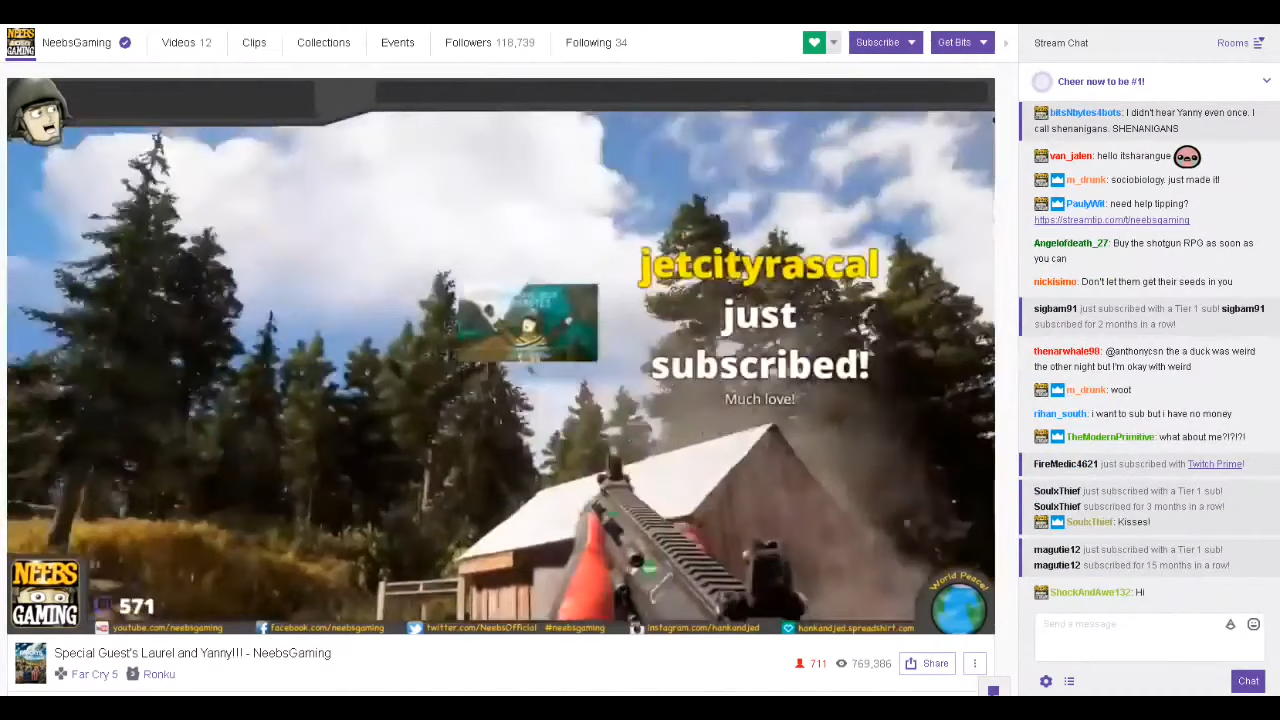 NEEBS GAMING
NeebsGaming
Videos 12
Clips
Collections
Events
Followers 118,739
Following 34
Subscribe
Get Bits
Stream Chat
Rooms
Cheer now to be #1!
bitsNbytes4bots: I didn't hear Yanny even once. I
call shenanigans. SHENANIGANS
van_jalen: hello itsharangue
m_drunk: sociobiology, just made it!
PaulyWit: need help tipping?
https://streamtip.com/t/neebsgaming
Angelofdeath_27: Buy the shotgun RPG as soon as
you can
nickisimo: Don't let them get their seeds in you
sigbam91 just subscribed with a Tier 1 sub! sigbam91
subscribed for 2 months in a row!
thenarwhale98: @anthonycsn the a duck was weird
the other night but I'm okay with weird
m_drunk: woot
rihan_south: i want to sub but i have no money
TheModernPrimitive: what about me?!?!?!
FireMedic4621 just subscribed with Twitch Prime!
SoulxThief just subscribed with a Tier 1 sub!
SoulxThief subscribed for 3 months in a row!
SoulxThief: Kisses!
magutie12 just subscribed with a Tier 1 sub!
magutie12 subscribed for 15 months in a row!
ShockAndAwe132: Hi
Send a message
Chat
jetcityrascal
just
subscribed!
Much love!
NEEBS
GAMING
571
World Peace!
youtube.com/neebsgaming
facebook.com/neebsgaming
twitter.com/NeebsOfficial #neebsgaming
instagram.com/hankandjed
hankandjed.spreadshirt.com
Special Guest's Laurel and Yanny!!! - NeebsGaming
Far Cry 5
Ronku
711
769,386
Share